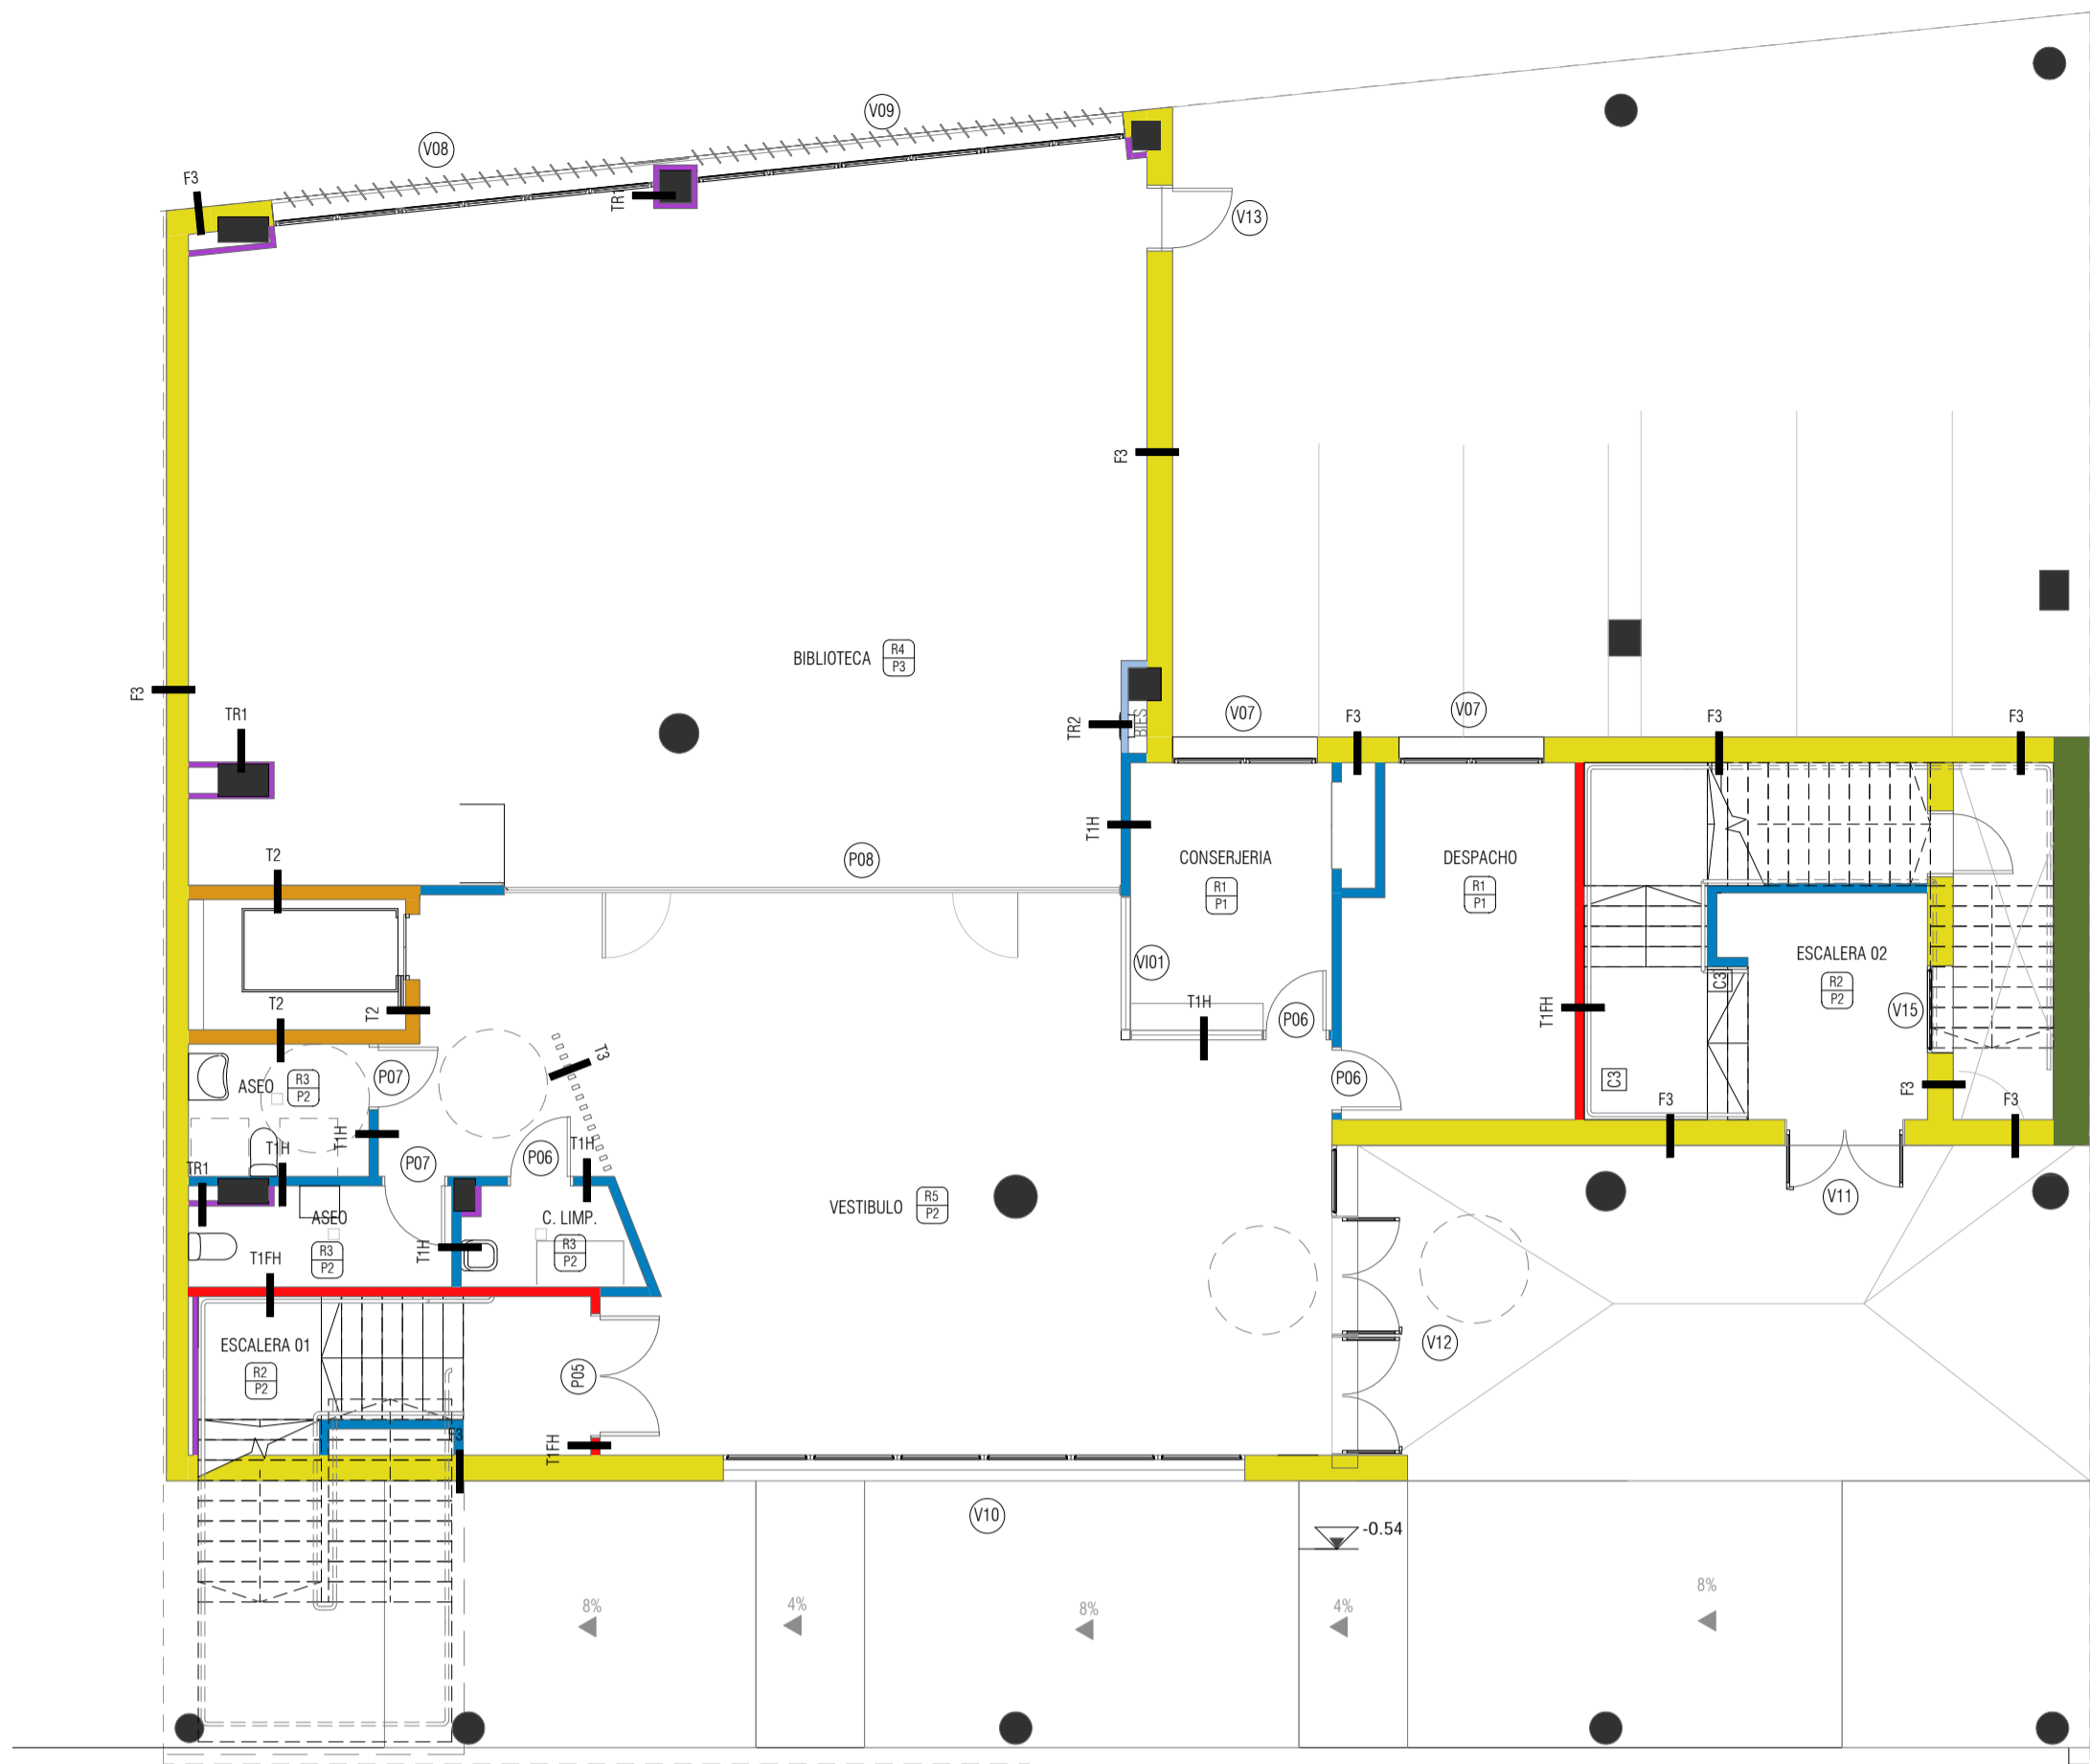 V09
V08
F3
TR1
V13
F3
BIBLIOTECA
R4
P3
F3
V07
V07
TR1
TR2
BIES
F3
F3
F3
T2
P08
T1H
CONSERJERIA
R1
P1
DESPACHO
R1
P1
ESCALERA 02
R2
P2
VI01
C3
V15
T2
T2
T1H
P06
T1FH
T3
ASEO
R3
P2
P07
P06
C3
F3
F3
F3
T1H
T1H
P07
P06
T1H
TR1
V11
VESTIBULO
R5
P2
ASEO
R3
P2
C. LIMP.
R3
P2
T1H
T1FH
V12
ESCALERA 01
R2
P2
P05
F3
T1FH
V10
-0.54
8%
4%
8%
4%
8%